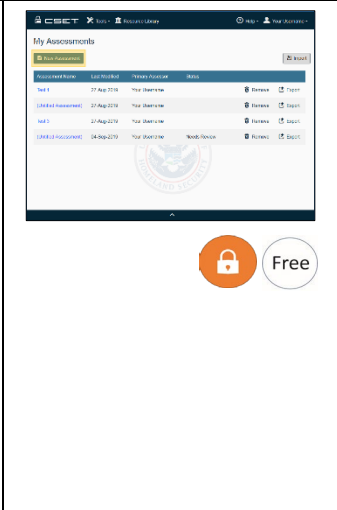 CSET Tools Resource Library Help Your Username
My Assessments
New Assessment Import
Assessment Name Last Modified Primary Assessor Status
Test 1 27-Aug-2019 Your Username Remove Export
(Untitled Assessment) 27-Aug-2019 Your Username Remove Export
27-Aug-2019 Your Username Remove Export
(Untitled Assessment) 04-Sep-2019 Your Username Needs Review Remove Export
HOMELAND SECURITY
Free